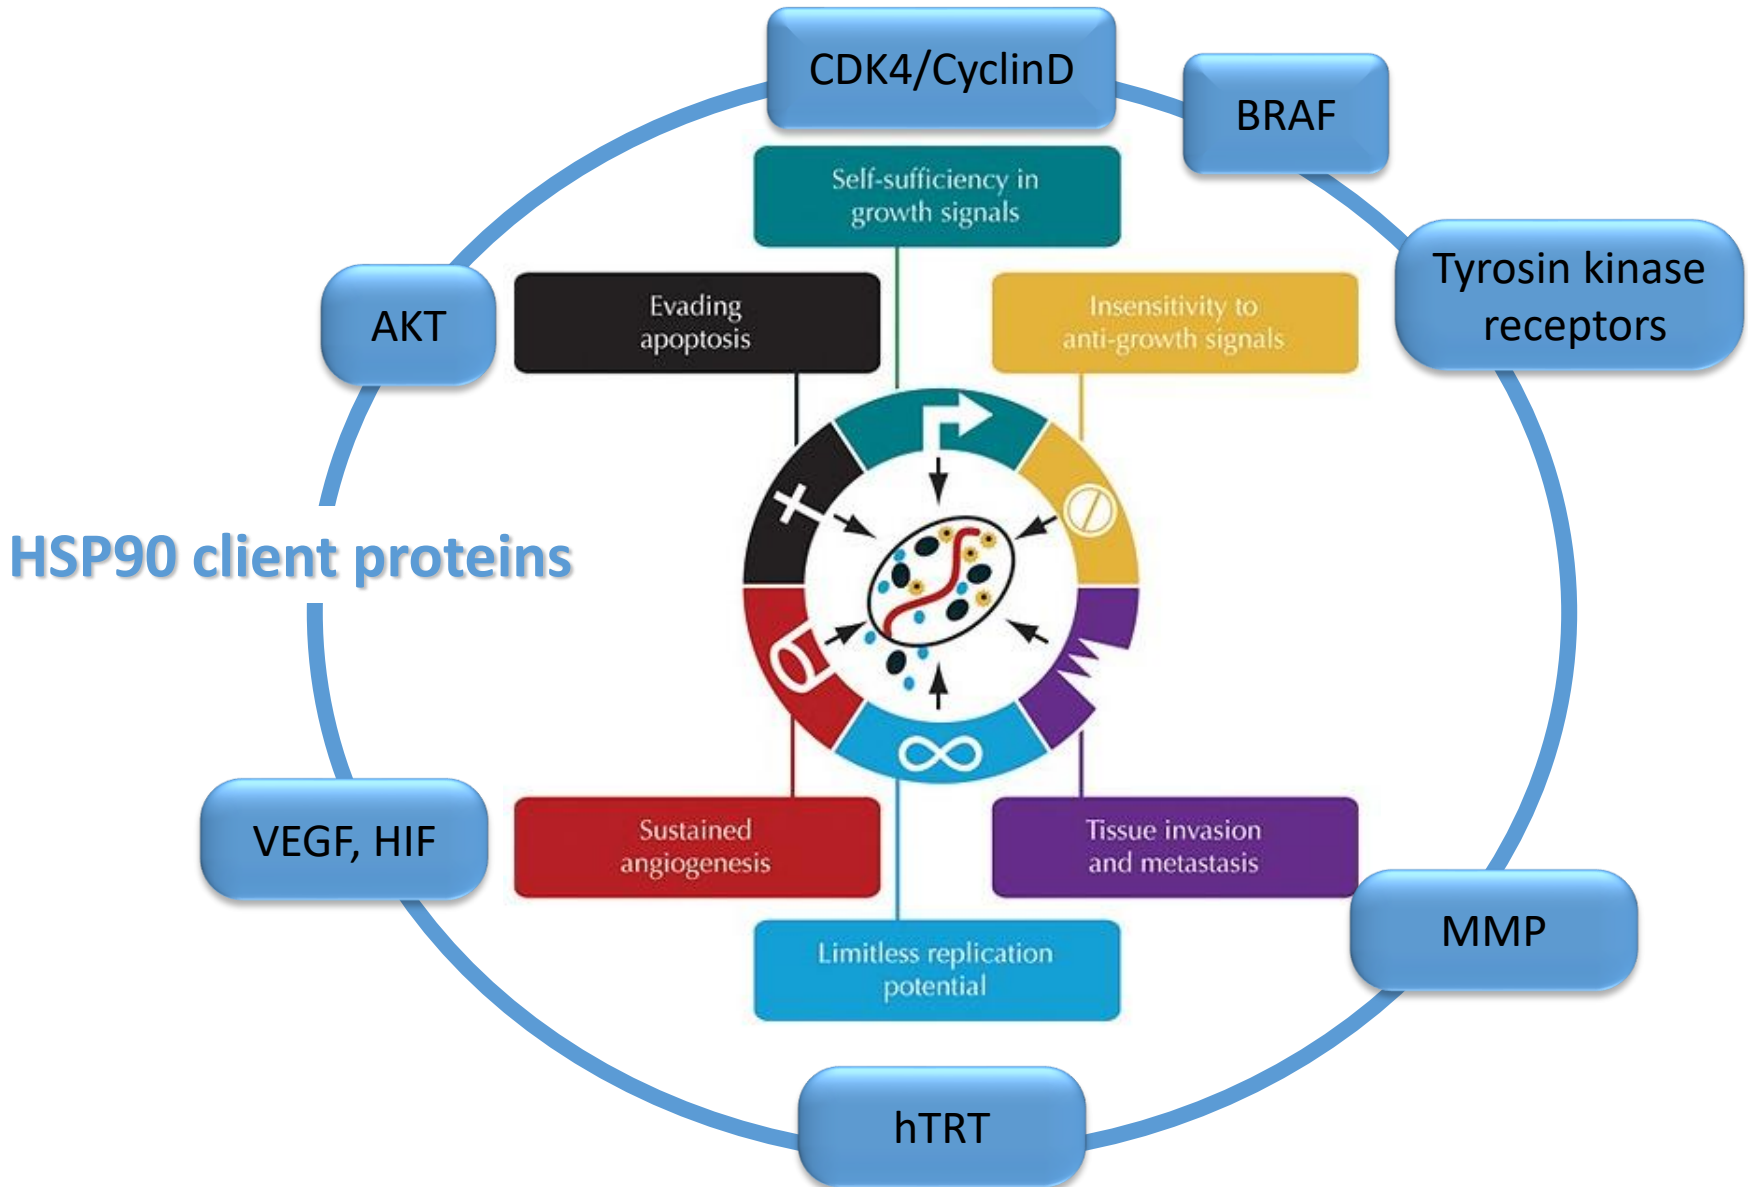 CDK4/CyclinD
BRAF
Self-sufficiency in
growth signals
Tyrosin kinase
receptors
AKT
Evading
apoptosis
Insensitivity to
anti-growth signals
HSP90 client proteins
VEGF, HIF
Sustained
angiogenesis
Tissue invasion
and metastasis
MMP
Limitless replication
potential
hTRT